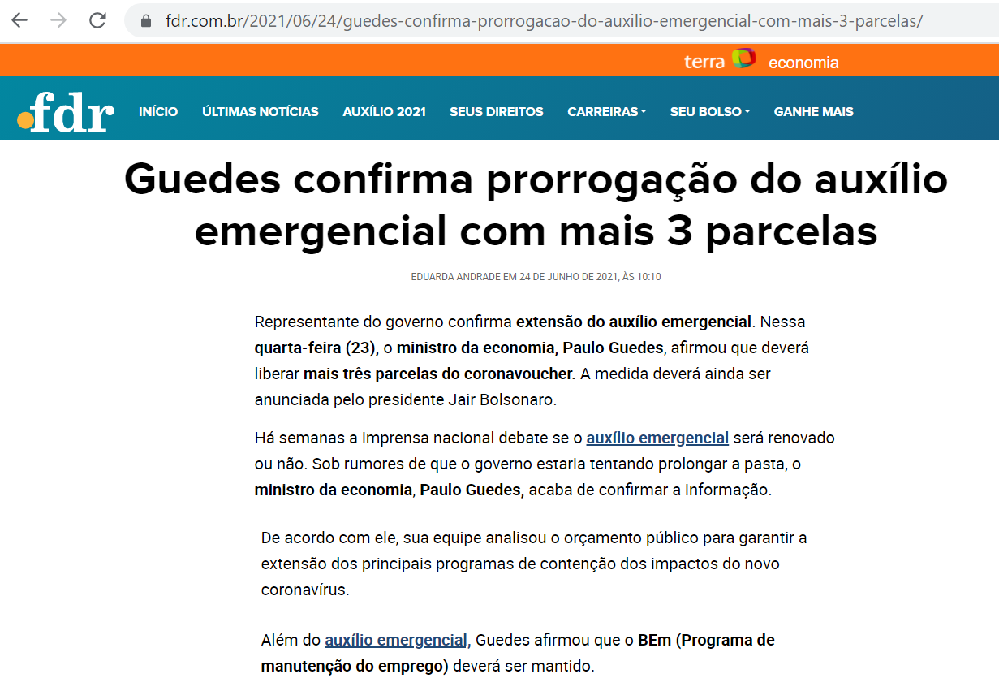 fdr.com.br/2021/06/24/guedes-confirma-prorrogacao-do-auxilio-emergencial-com-mais-3-parcelas/
terra economia
fdr INÍCIO ÚLTIMAS NOTÍCIAS AUXÍLIO 2021 SEUS DIREITOS CARREIRAS SEU BOLSO GANHE MAIS
Guedes confirma prorrogação do auxílio
emergencial com mais 3 parcelas
EDUARDA ANDRADE EM 24 DE JUNHO DE 2021, ÀS 10:10
Representante do governo confirma extensão do auxílio emergencial. Nessa
quarta-feira (23), o ministro da economia, Paulo Guedes, afirmou que deverá
liberar mais três parcelas do coronavoucher. A medida deverá ainda ser
anunciada pelo presidente Jair Bolsonaro.
Há semanas a imprensa nacional debate se o auxílio emergencial será renovado
ou não. Sob rumores de que o governo estaria tentando prolongar a pasta, o
ministro da economia, Paulo Guedes, acaba de confirmar a informação.
De acordo com ele, sua equipe analisou o orçamento público para garantir a
extensão dos principais programas de contenção dos impactos do novo
coronavírus.
Além do auxílio emergencial, Guedes afirmou que o BEm (Programa de
manutenção do emprego) deverá ser mantido.